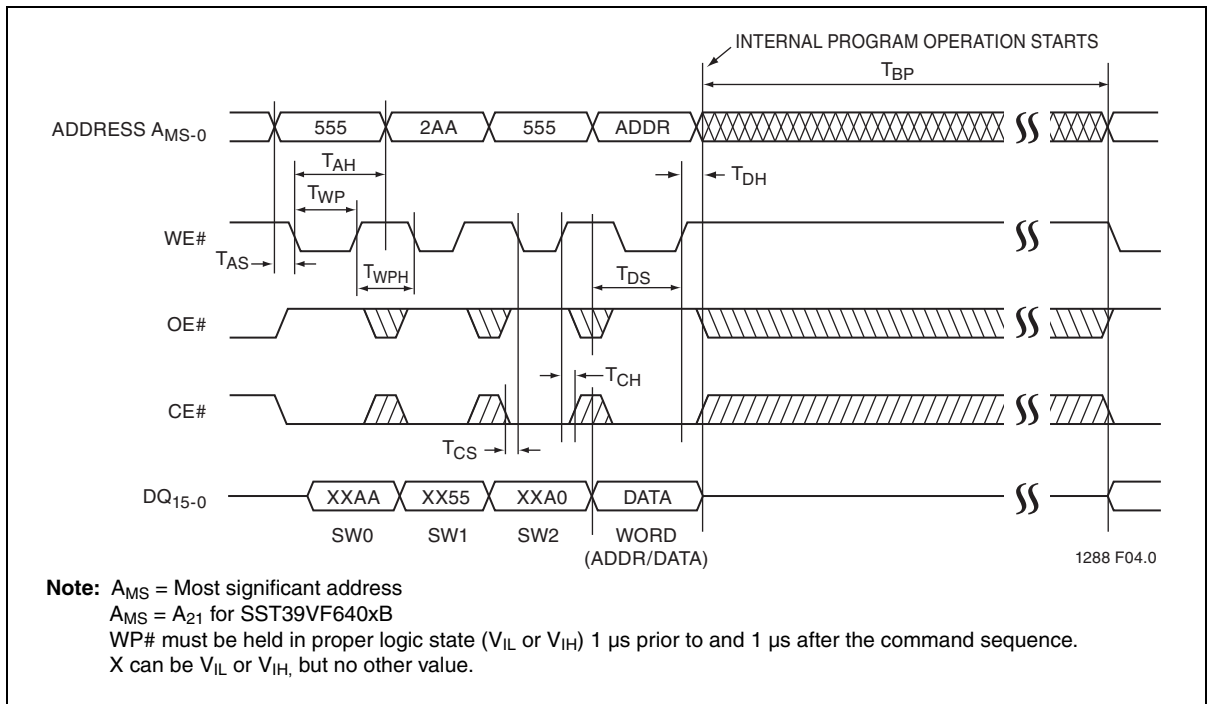 INTERNAL PROGRAM OPERATION STARTS
TBP
ADDRESS AMS-0
555 2AA 555 ADDR
TAH
TDH
TWP
WE#
TAS
TWPH
TDS
OE#
TCH
CE#
TCS
DQ15-0
XXAA XX55 XXA0 DATA
SW0 SW1 SW2 WORD
(ADDR/DATA)
1288 F04.0
Note: AMS = Most significant address
AMS = A21 for SST39VF640xB
WP# must be held in proper logic state (VIL or VIH) 1 µs prior to and 1 µs after the command sequence.
X can be VIL or VIH, but no other value.